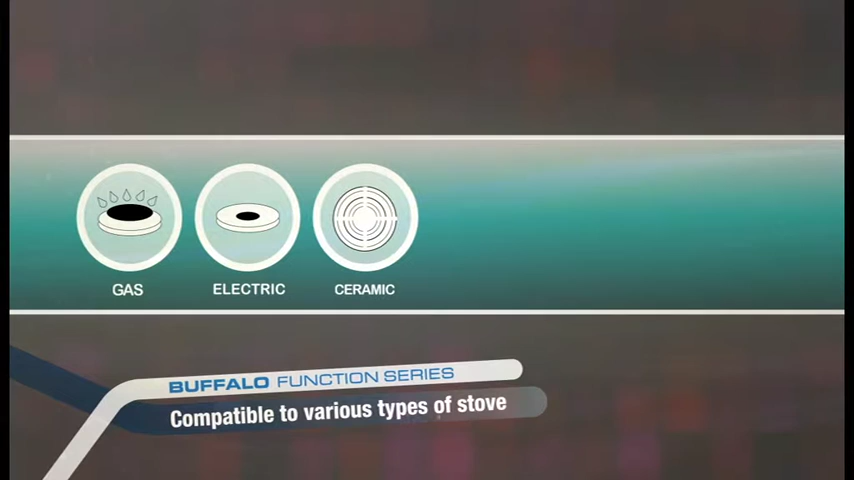 GAS
ELECTRIC
CERAMIC
BUFFALO FUNCTION SERIES
Compatible to various types of stove